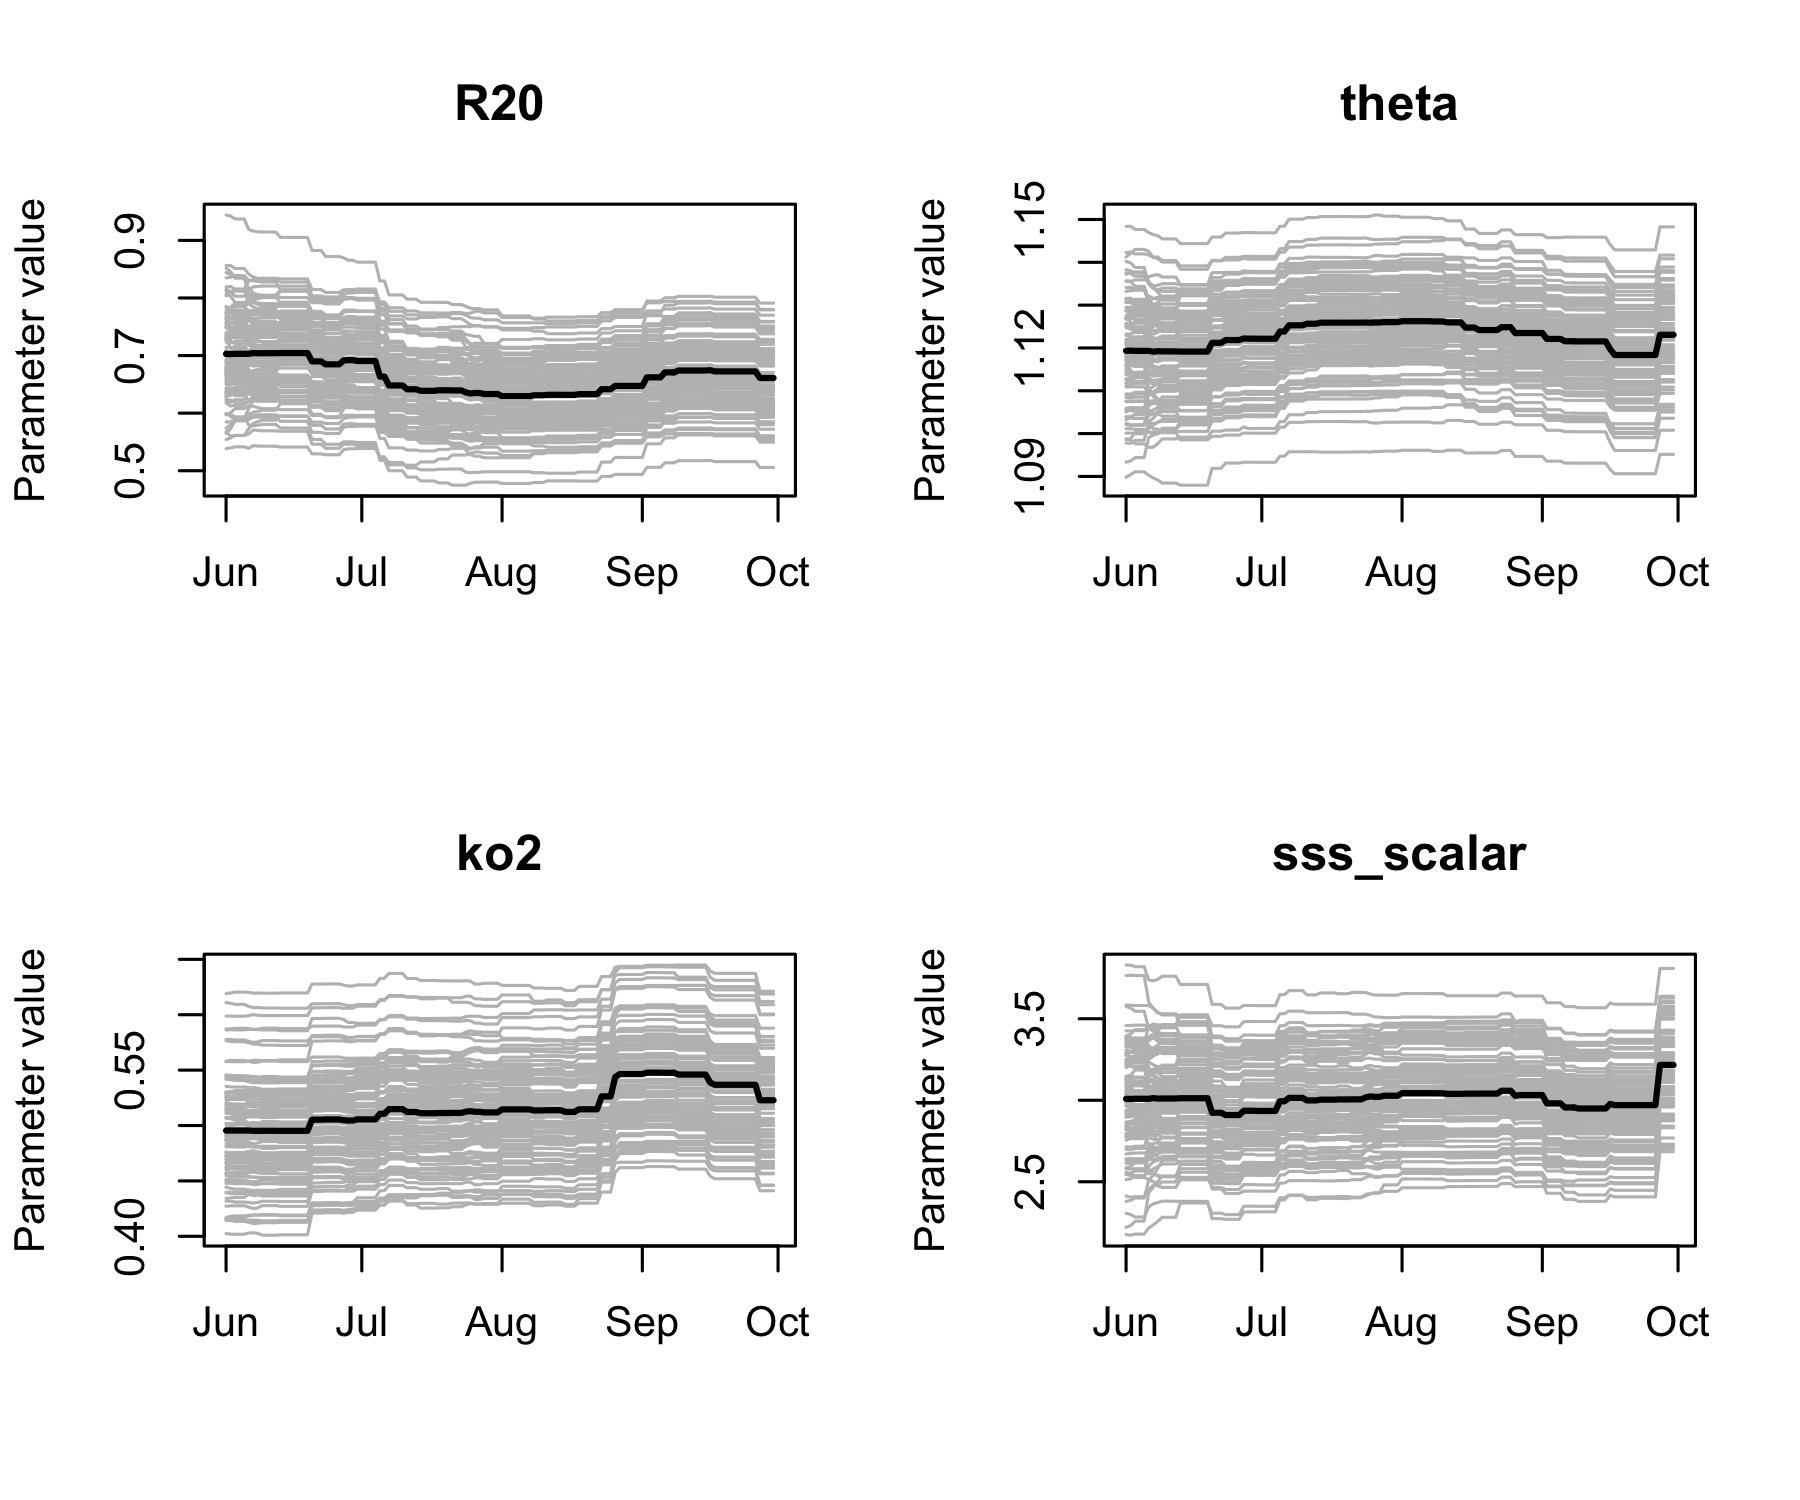 R20
Parameter value
0.9
0.7
0.5
Jun Jul Aug Sep Oct
theta
Parameter value
1.15
1.12
1.09
Jun Jul Aug Sep Oct
ko2
Parameter value
0.55
0.40
Jun Jul Aug Sep Oct
sss_scalar
Parameter value
3.5
2.5
Jun Jul Aug Sep Oct